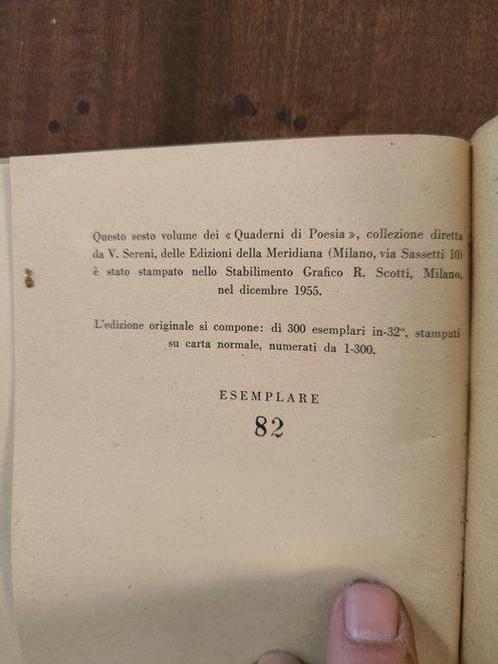 Questo sesto volume dei « Quaderni di Poesia », collezione diretta
da V. Sereni, delle Edizioni della Meridiana (Milano, via Sassetti 10)
è stato stampato nello Stabilimento Grafico R. Scotti, Milano,
nel dicembre 1955.
L'edizione originale si compone: di 300 esemplari in-32°, stampati
su carta normale, numerati da 1-300.
ESEMPLARE
82